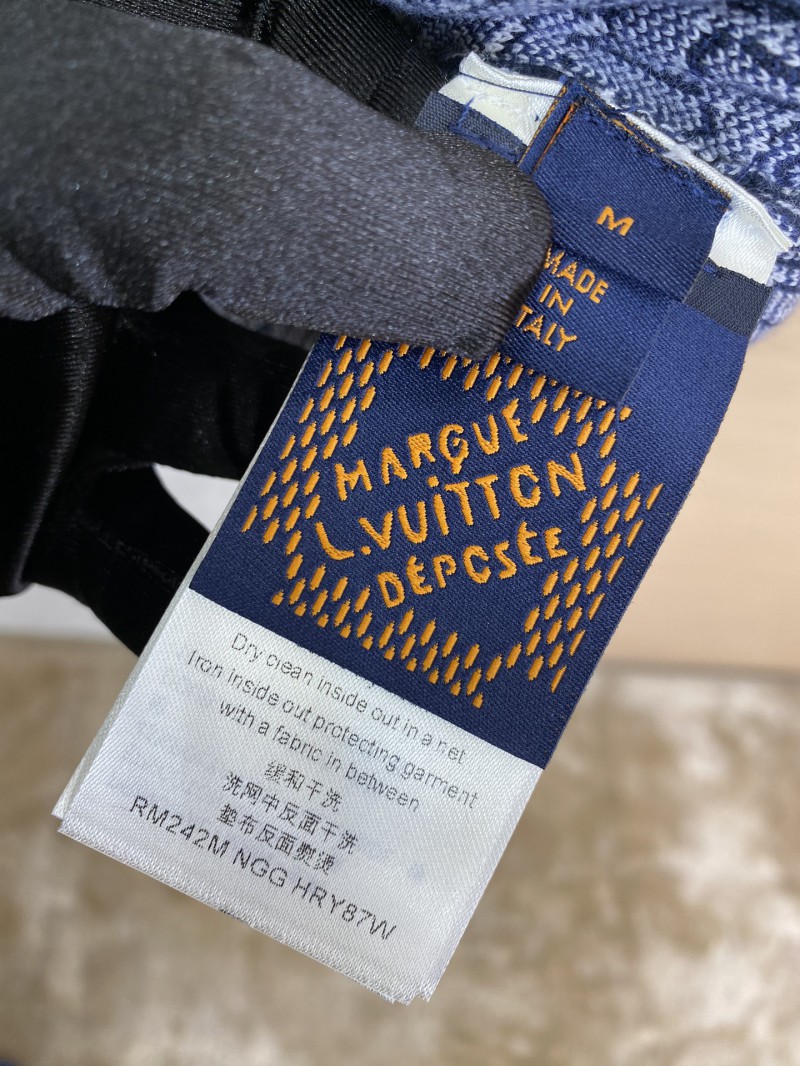 M
MADE
IN
ITALY
MARQUE
L.VUITTON
DÉPOSÉE
Dry clean inside out in a net
Iron inside out protecting garment
with a fabric in between
缓和干洗
洗网中反面干洗
垫布反面熨烫
RM242M NGG HRY87W